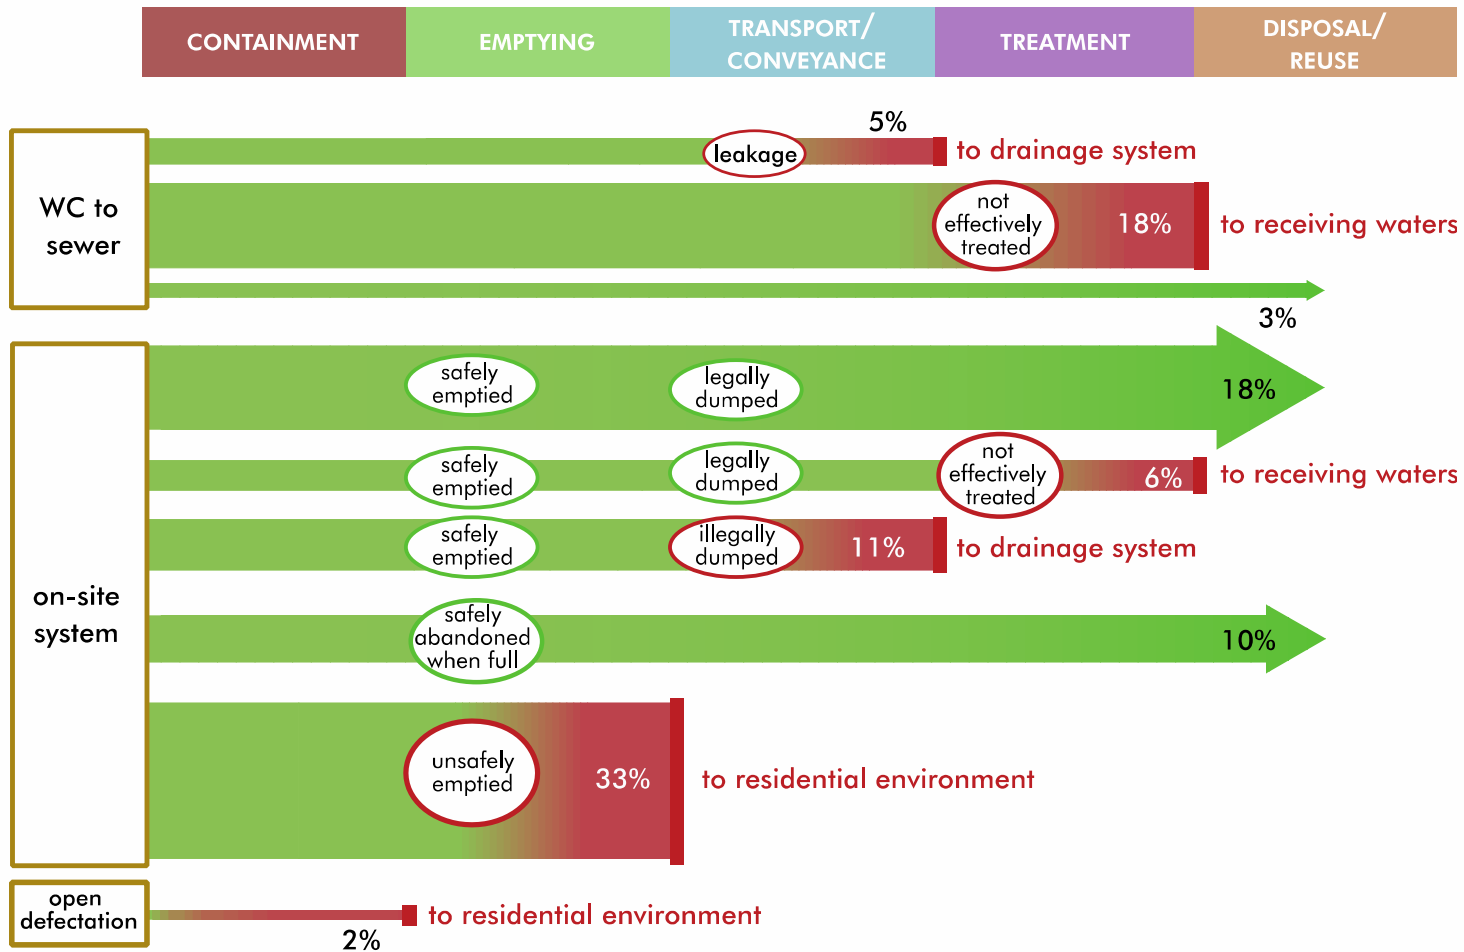 CONTAINMENT
EMPTYING
TRANSPORT/
CONVEYANCE
TREATMENT
DISPOSAL/
REUSE
WC to
sewer
leakage
5%
to drainage system
not
effectively
treated
18%
to receiving waters
3%
on-site
system
safely
emptied
legally
dumped
18%
safely
emptied
legally
dumped
not
effectively
treated
6%
to receiving waters
safely
emptied
illegally
dumped
11%
to drainage system
safely
abandoned
when full
10%
unsafely
emptied
33%
to residential environment
open
defectation
2%
to residential environment